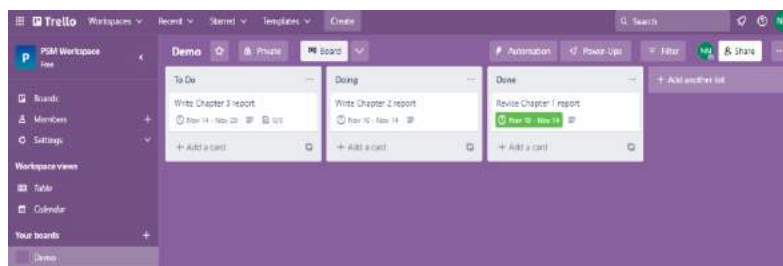 Trello Workspaces Recent Starred Templates Create Search
P PSM Workspace
Free
Boards
Members
Settings
Workspace views
Table
Calendar
Your boards
Demo
Demo Private Board Automation Power-Ups Filter Share
To Do
Write Chapter 3 report
Nov 14 - Nov 20 0/0
+ Add a card
Doing
Write Chapter 2 report
Nov 10 - Nov 14
+ Add a card
Done
Revise Chapter 1 report
Nov 10 - Nov 14
+ Add a card
+ Add another list